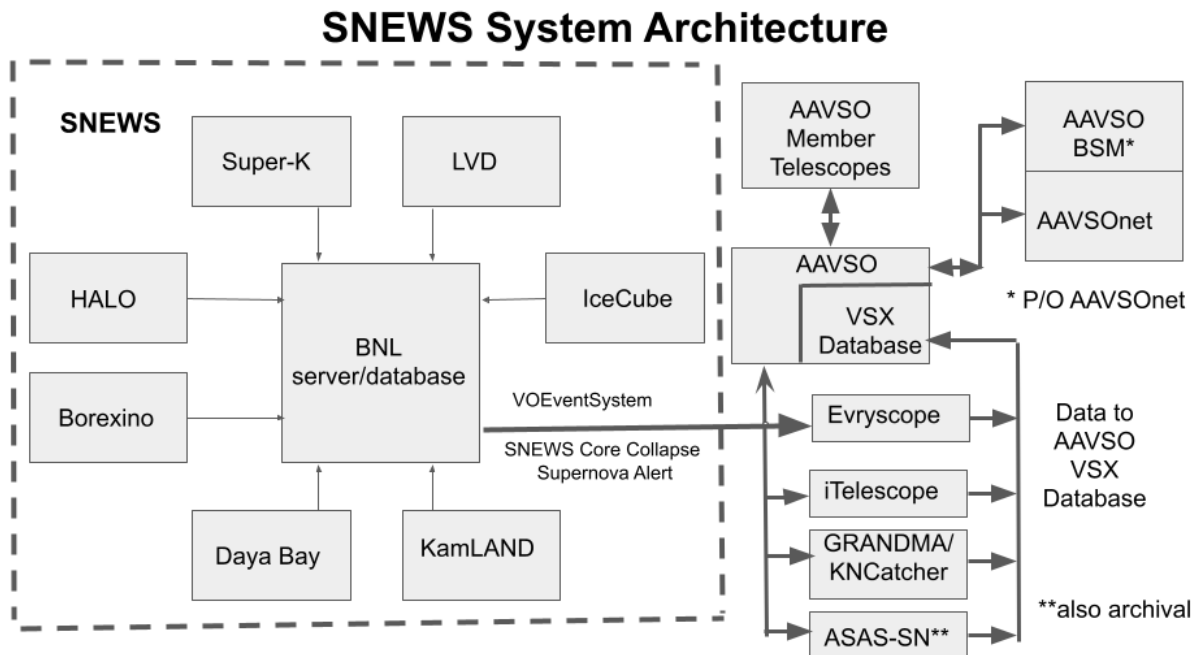 SNEWS System Architecture
SNEWS
Super-K
LVD
HALO
IceCube
BNL
server/database
Borexino
Daya Bay
KamLAND
VOEventSystem
SNEWS Core Collapse
Supernova Alert
AAVSO
Member
Telescopes
AAVSO
BSM*
AAVSOnet
* P/O AAVSOnet
AAVSO
VSX
Database
Evryscope
iTelescope
GRANDMA/
KNCatcher
ASAS-SN**
Data to
AAVSO
VSX
Database
**also archival